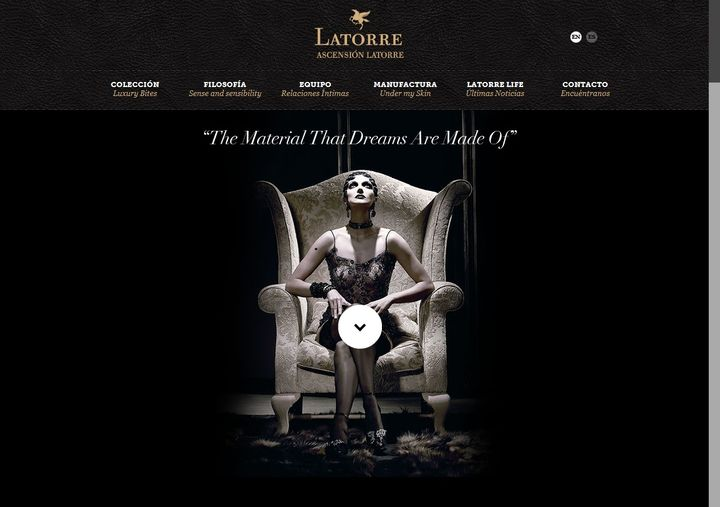 LATORRE
ASCENSIÓN LATORRE
EN ES
COLECCIÓN
Luxury Bites
FILOSOFÍA
Sense and sensibility
EQUIPO
Relaciones Íntimas
MANUFACTURA
Under my Skin
LATORRE LIFE
Últimas Noticias
CONTACTO
Encuéntranos
“The Material That Dreams Are Made Of”